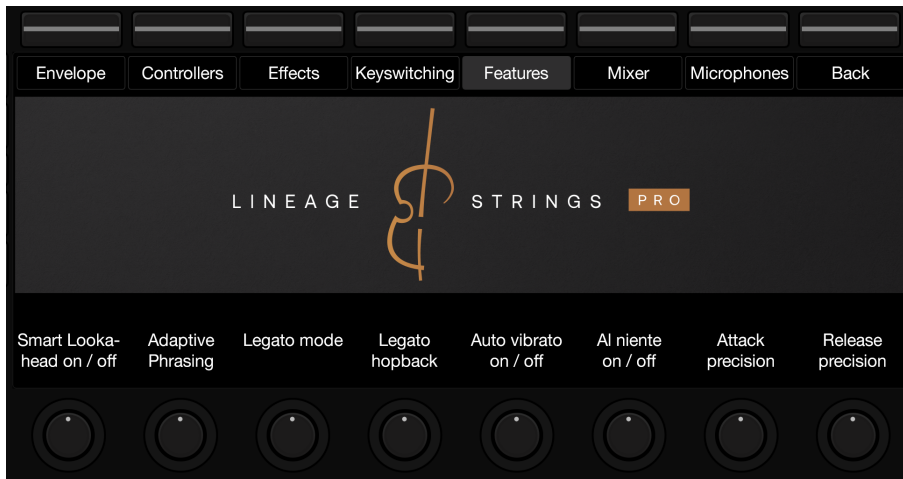 Envelope
Controllers
Effects
Keyswitching
Features
Mixer
Microphones
Back
LINEAGE STRINGS PRO
Smart Looka-
head on / off
Adaptive
Phrasing
Legato mode
Legato
hopback
Auto vibrato
on / off
Al niente
on / off
Attack
precision
Release
precision